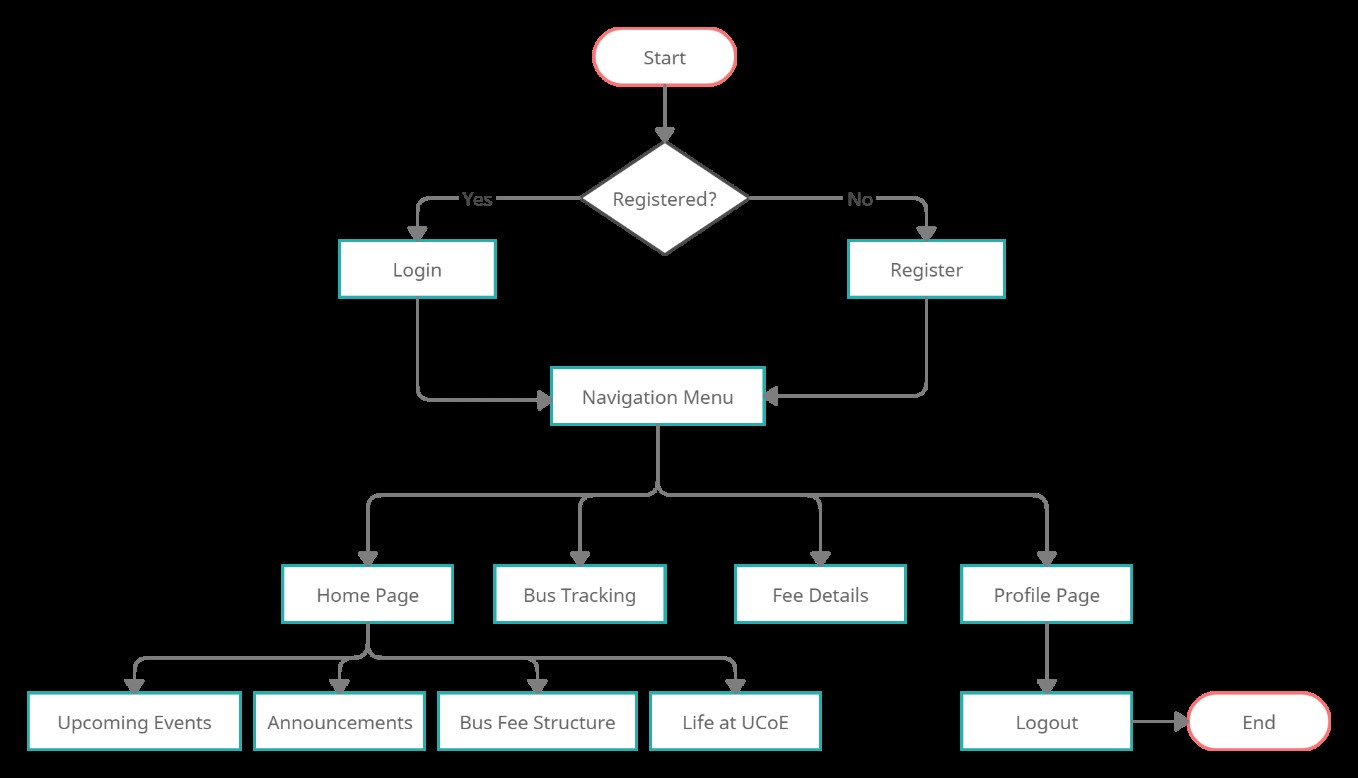 Start
Registered?
Yes
No
Login
Register
Navigation Menu
Home Page
Bus Tracking
Fee Details
Profile Page
Upcoming Events
Announcements
Bus Fee Structure
Life at UCoE
Logout
End